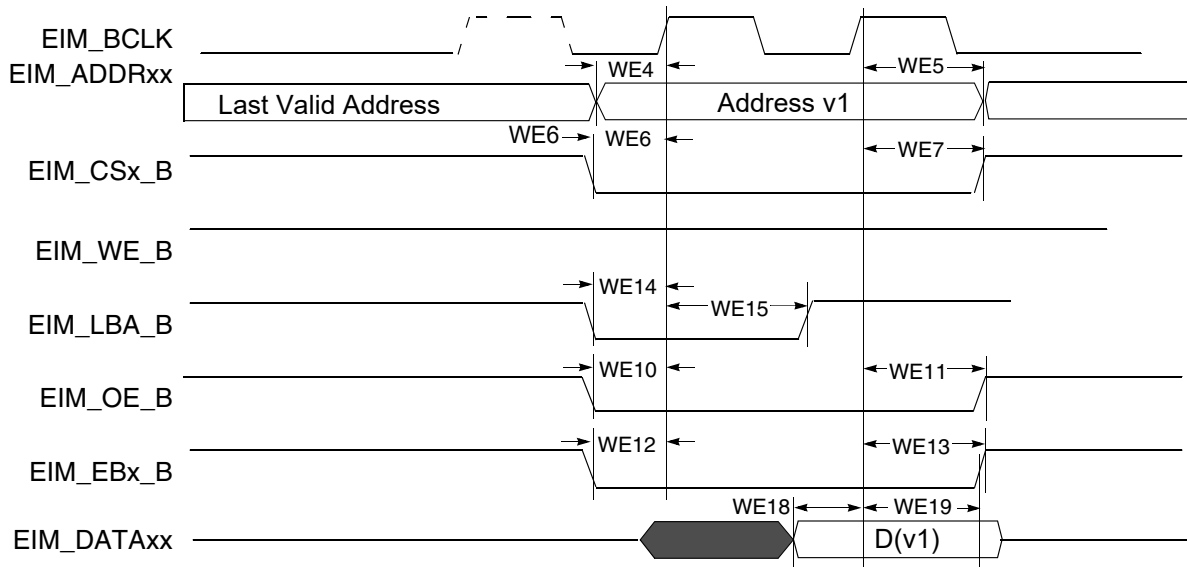 EIM_BCLK
EIM_ADDRxx
WE4
WE5
Last Valid Address
Address v1
WE6
WE6
WE7
EIM_CSx_B
EIM_WE_B
WE14
WE15
EIM_LBA_B
WE10
WE11
EIM_OE_B
WE12
WE13
EIM_EBx_B
WE18
WE19
EIM_DATAxx
D(v1)